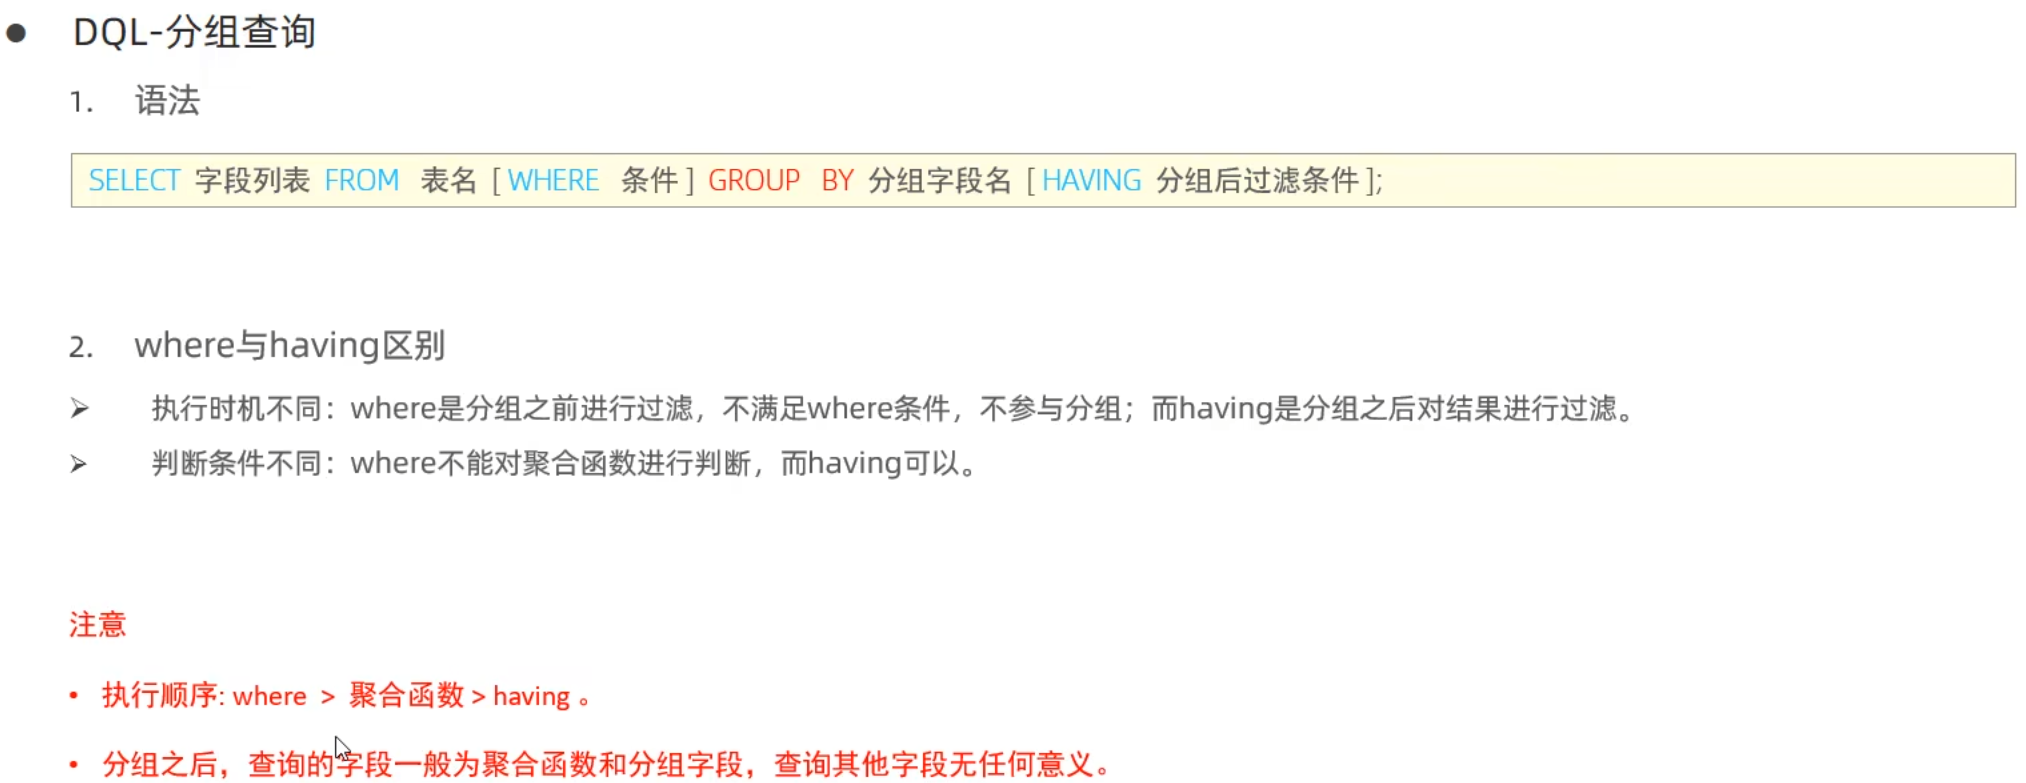 ● DQL-分组查询
1. 语法
SELECT 字段列表 FROM 表名 [ WHERE 条件 ] GROUP BY 分组字段名 [ HAVING 分组后过滤条件 ];
2. where与having区别
➢ 执行时机不同：where是分组之前进行过滤，不满足where条件，不参与分组；而having是分组之后对结果进行过滤。
➢ 判断条件不同：where不能对聚合函数进行判断，而having可以。
注意
• 执行顺序: where > 聚合函数 > having 。
• 分组之后，查询的字段一般为聚合函数和分组字段，查询其他字段无任何意义。